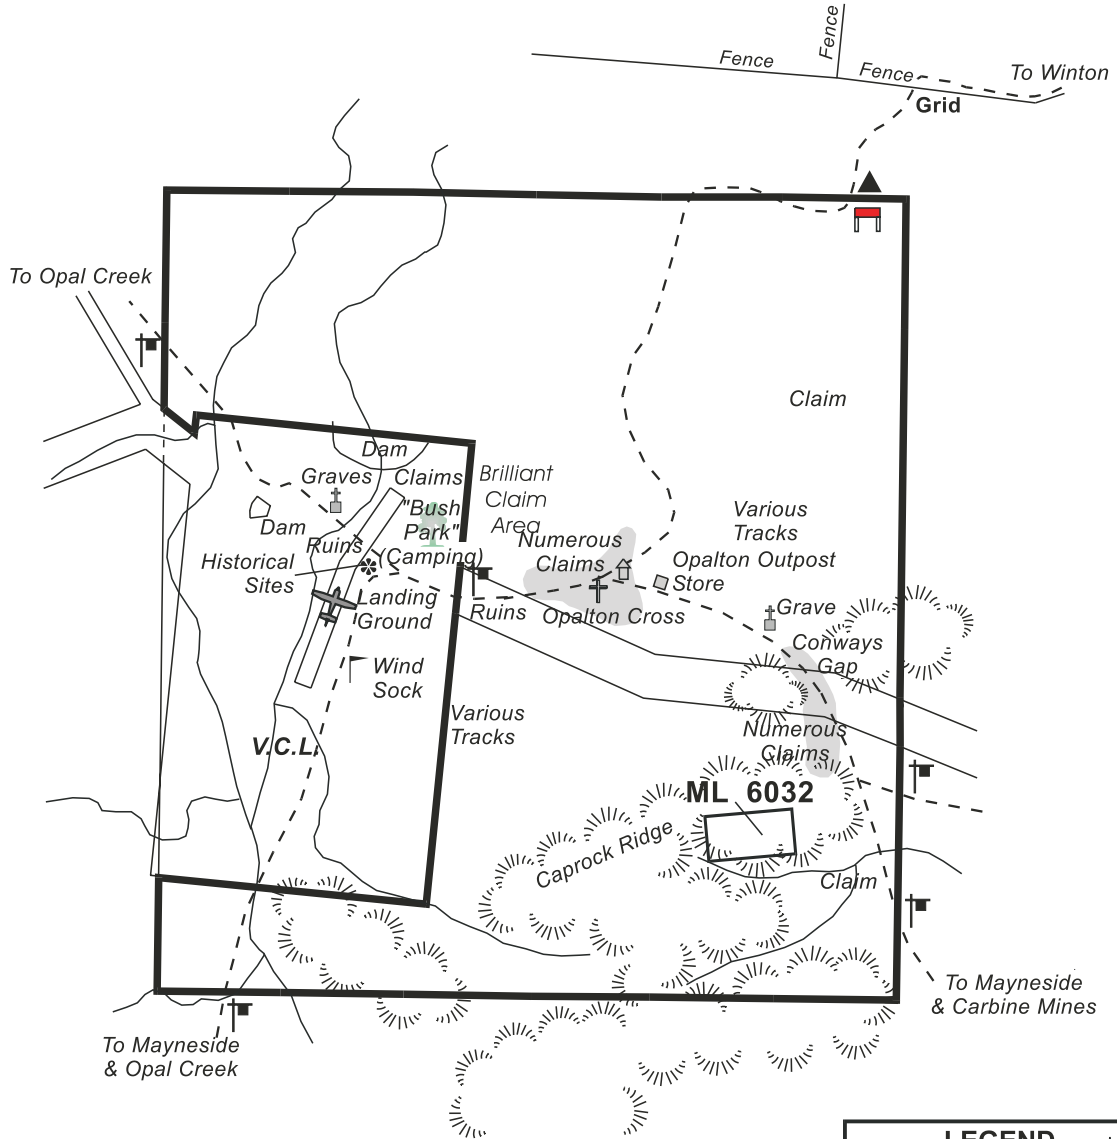 Fence
Fence
Fence
To Winton
Grid
To Opal Creek
Claim
Dam
Graves
Claims
Brilliant
Claim
Area
"Bush
Park"
(Camping)
Dam
Ruins
Historical
Sites
Numerous
Claims
Various
Tracks
Opalton Outpost
Store
Landing
Ground
Ruins
Opalton Cross
Grave
Conways
Gap
Wind
Sock
Various
Tracks
V.C.L.
Numerous
Claims
ML 6032
Caprock Ridge
Claim
To Mayneside
& Carbine Mines
To Mayneside
& Opal Creek
LEGEND